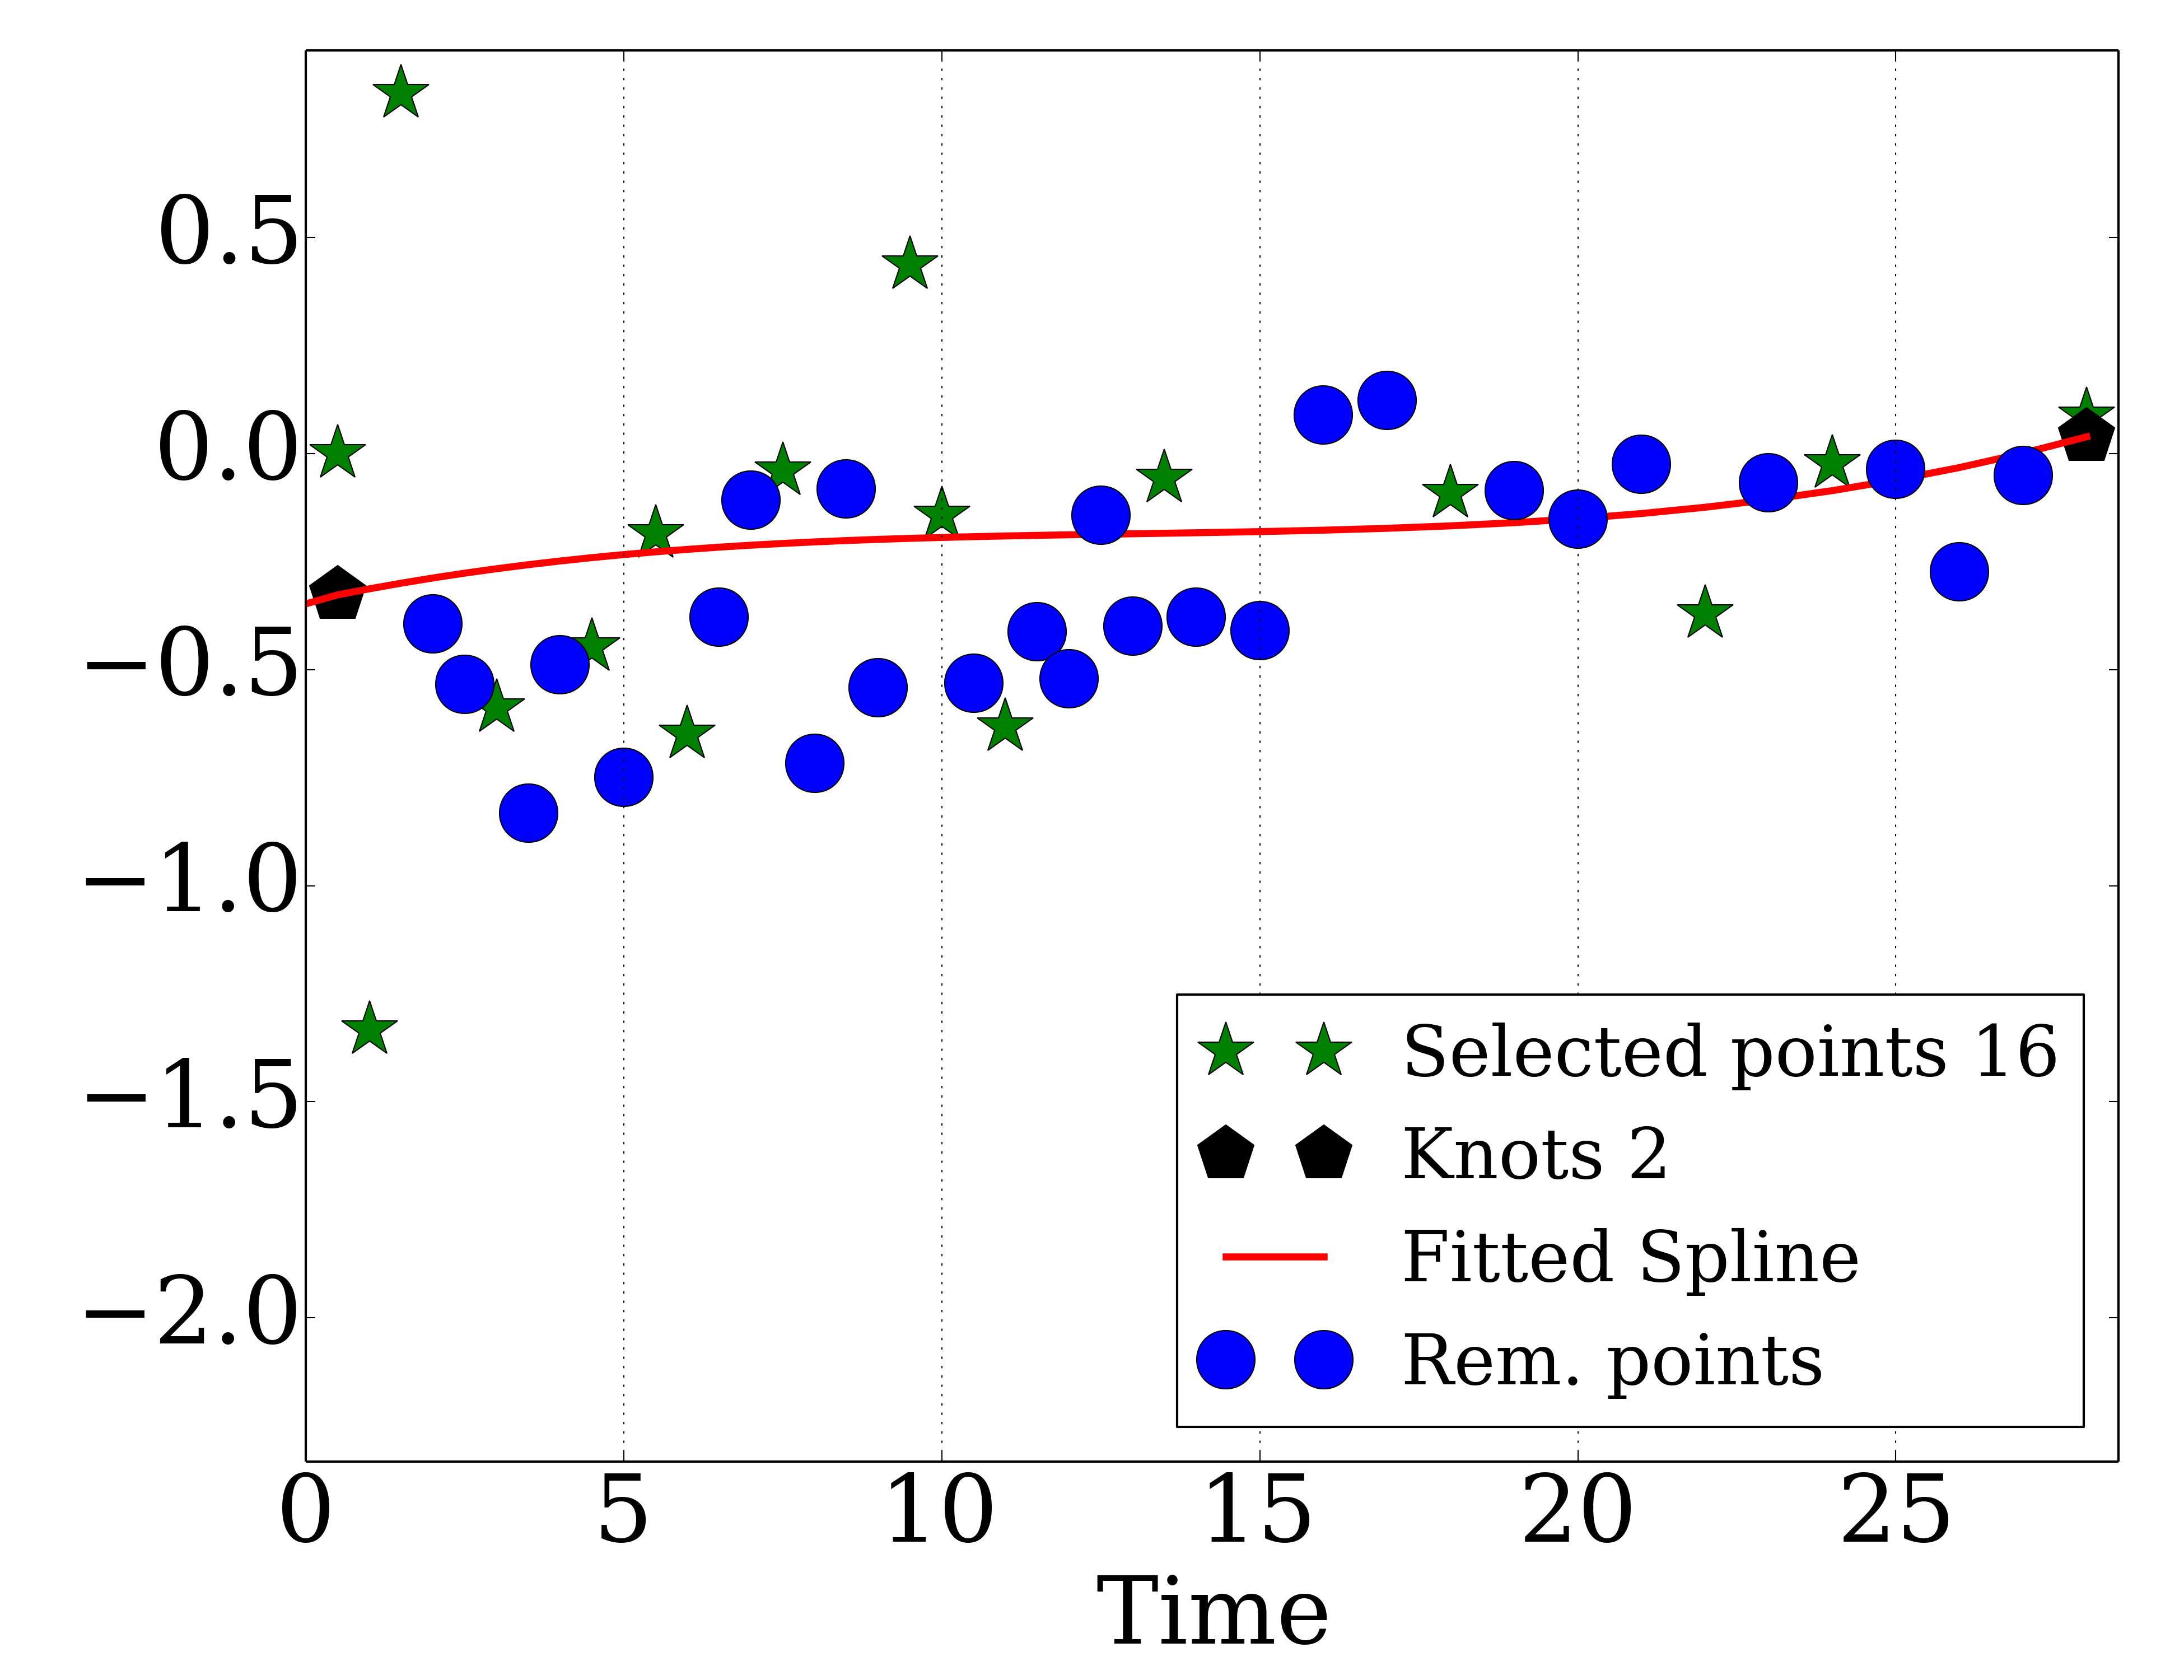 0.5
0.0
−0.5
−1.0
−1.5
−2.0
Selected points 16
Knots 2
Fitted Spline
Rem. points
0 5 10 15 20 25
Time